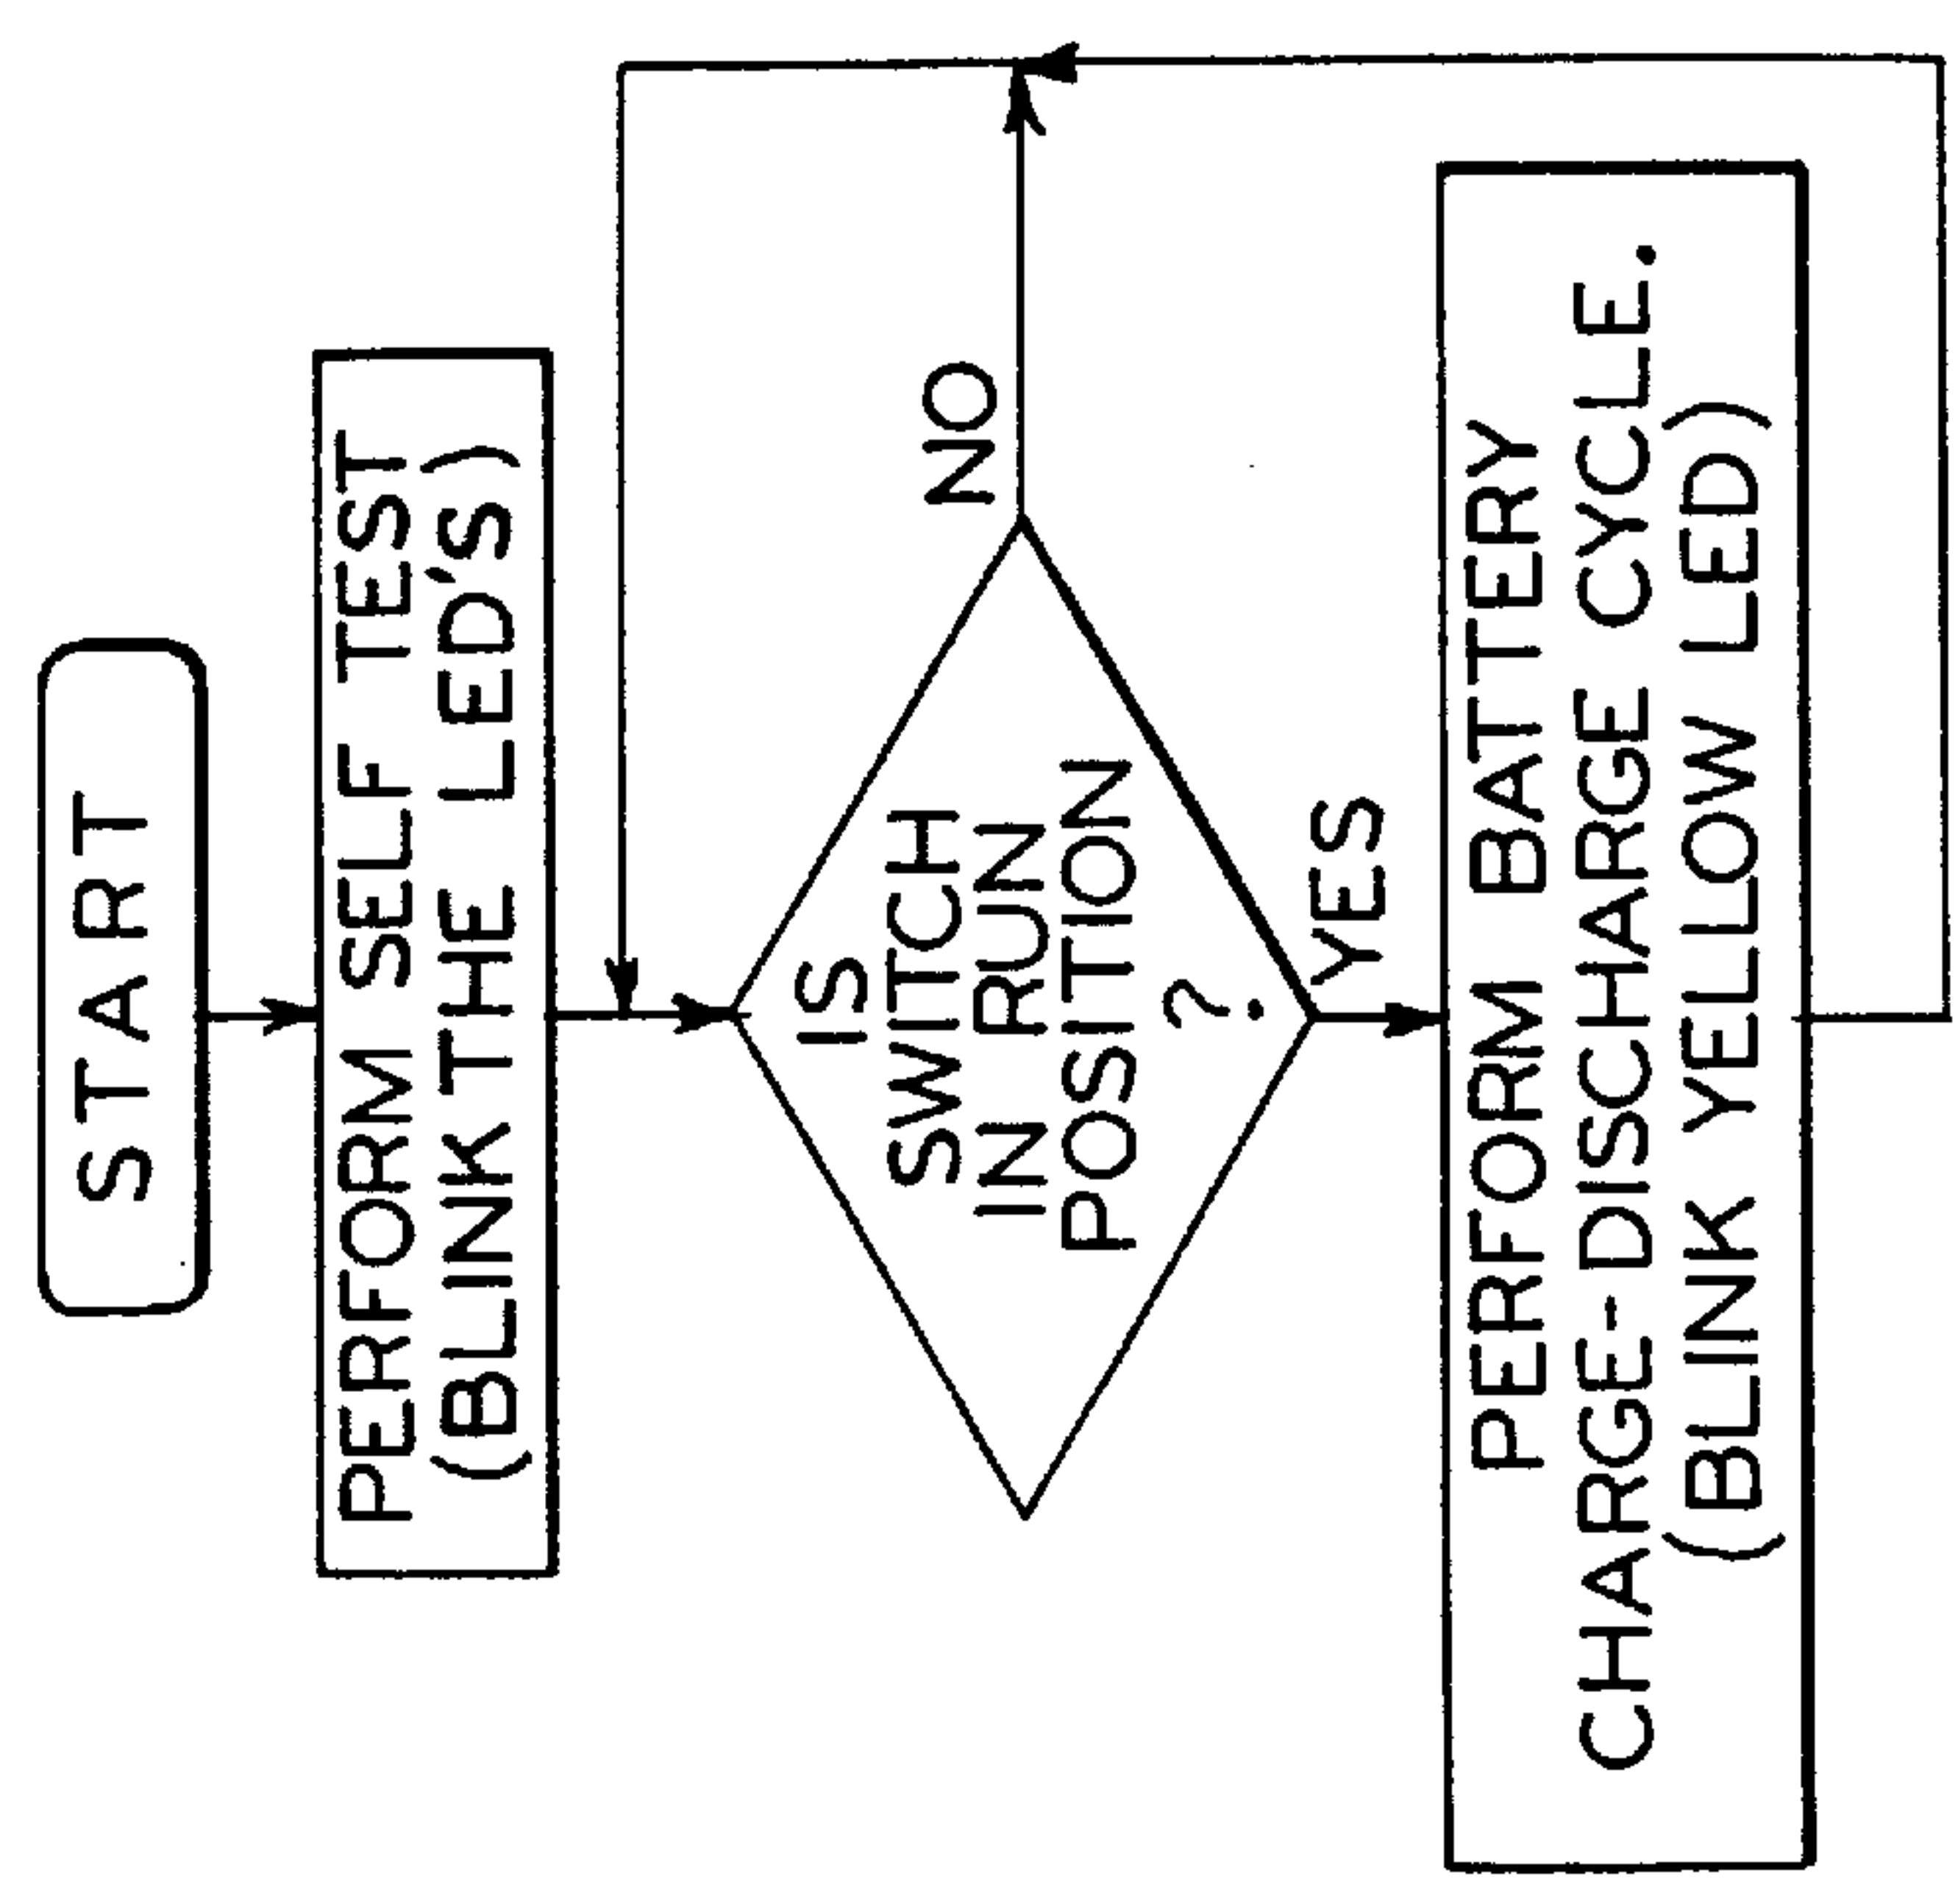 START
PERFORM SELF TEST
(BLINK THE LED'S)
IS
SWITCH
IN RUN
POSITION
?
NO
YES
PERFORM BATTERY
CHARGE-DISCHARGE CYCLE.
(BLINK YELLOW LED)